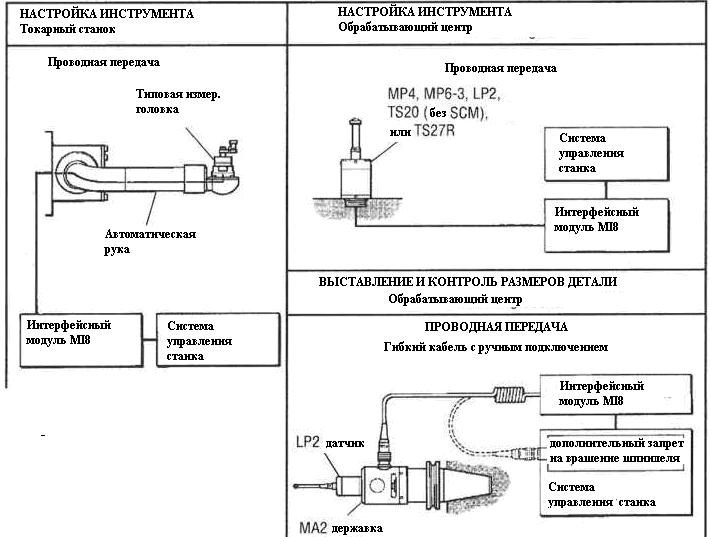 НАСТРОЙКА ИНСТРУМЕНТА
Токарный станок
Проводная передача
Типовая измер.
головка
Автоматическая
рука
Интерфейсный
модуль MI8
Система
управления
станка
НАСТРОЙКА ИНСТРУМЕНТА
Обрабатывающий центр
Проводная передача
MP4, MP6-3, LP2,
TS20 (без SCM),
или TS27R
Система
управления
станка
Интерфейсный
модуль MI8
ВЫСТАВЛЕНИЕ И КОНТРОЛЬ РАЗМЕРОВ ДЕТАЛИ
Обрабатывающий центр
ПРОВОДНАЯ ПЕРЕДАЧА
Гибкий кабель с ручным подключением
Интерфейсный
модуль MI8
дополнительный запрет
на вращение шпинделя
Система
управления станка
LP2 датчик
MA2 державка